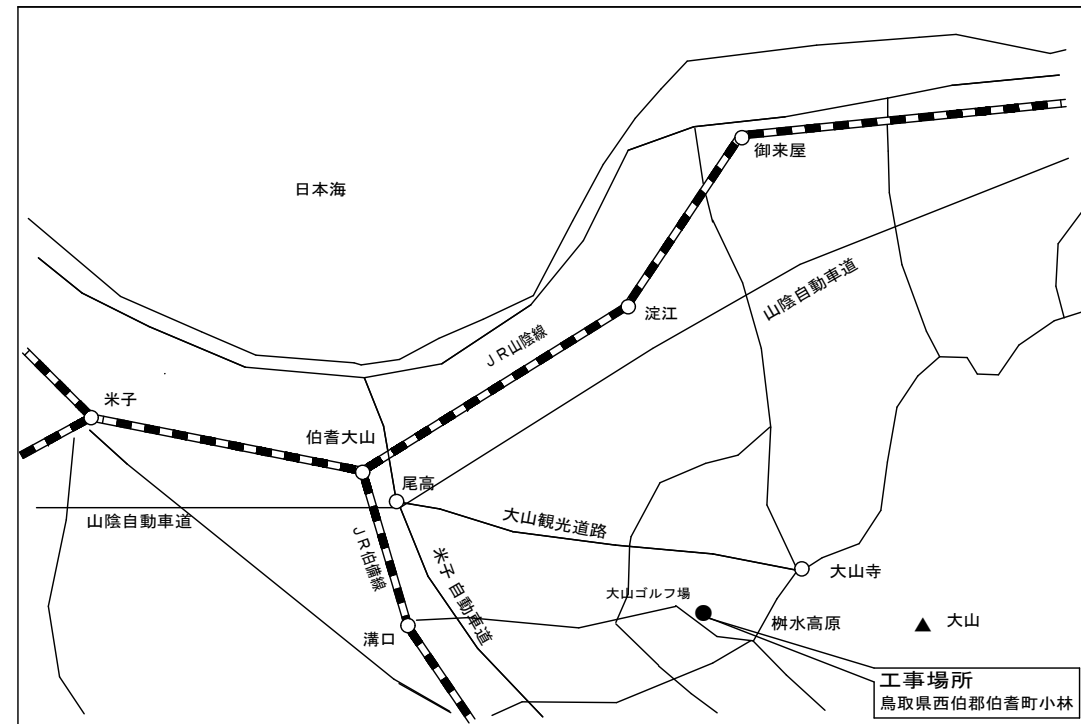 御来屋
日本海
山陰自動車道
淀江
ＪＲ山陰線
米子
伯耆大山
尾高
山陰自動車道
大山観光道路
ＪＲ伯備線
米子自動車道
大山寺
大山ゴルフ場
桝水高原
大山
溝口
工事場所
鳥取県西伯郡伯耆町小林